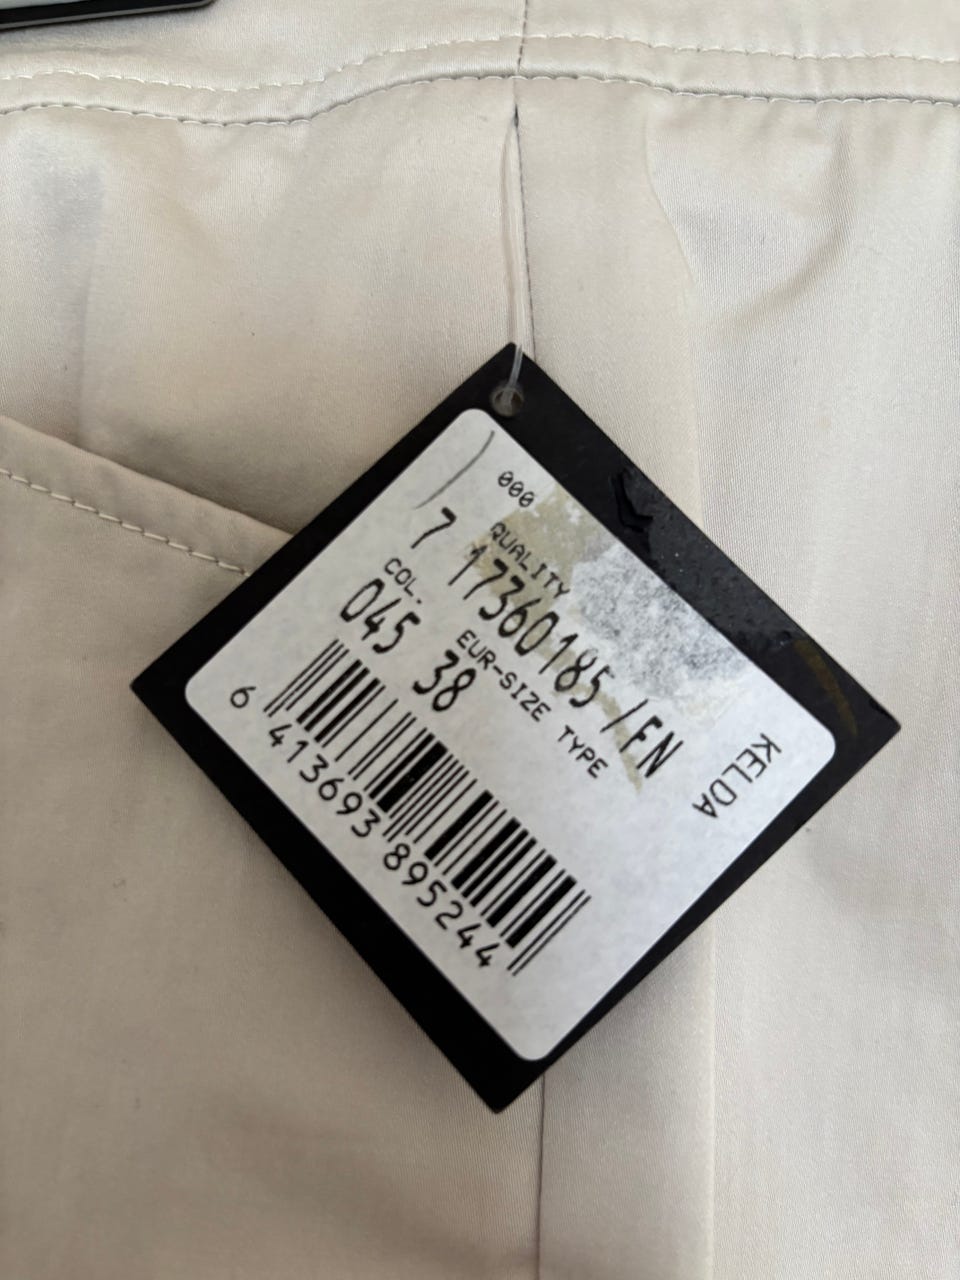 000
QUALITY
7 17360185 /FN
COL. EUR-SIZE TYPE
045 38
6 413693 895244
KELDA